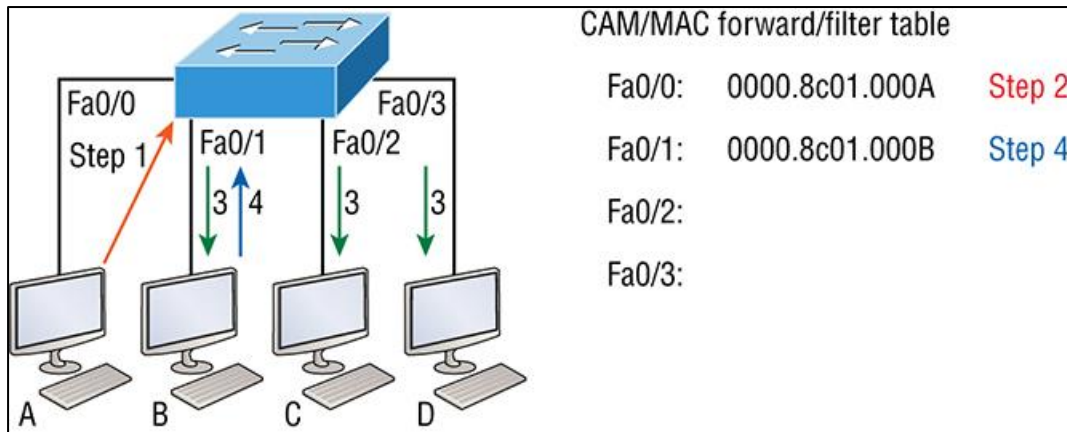 CAM/MAC forward/filter table
Fa0/0: 0000.8c01.000A Step 2
Fa0/1: 0000.8c01.000B Step 4
Fa0/2:
Fa0/3:
Fa0/0 Fa0/3
Step 1 Fa0/1 Fa0/2
3 4 3 3
A B C D